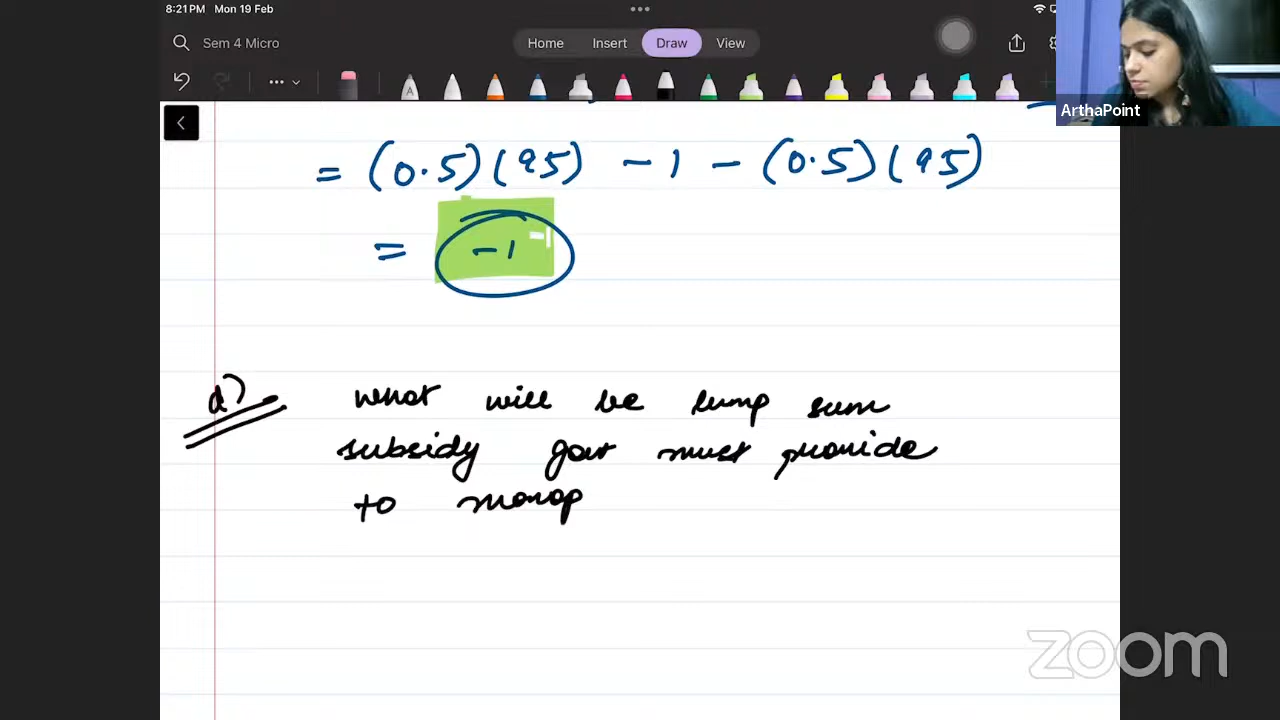 8:21 PM Mon 19 Feb
Sem 4 Micro
Home Insert Draw View
A
ArthaPoint
= (0.5)(95) - 1 - (0.5)(95)
= -1
d) what will be lump sum
subsidy govt must provide
to monop
zoom